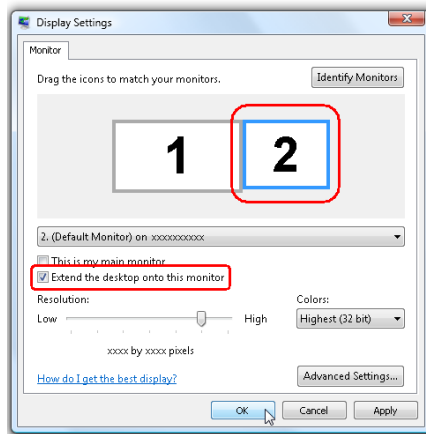 Display Settings
Monitor
Drag the icons to match your monitors.
Identify Monitors
1
2
2. (Default Monitor) on xxxxxxxxxx
This is my main monitor
Extend the desktop onto this monitor
Resolution:
Colors:
Low
High
Highest (32 bit)
xxxx by xxxx pixels
How do I get the best display?
Advanced Settings...
OK
Cancel
Apply